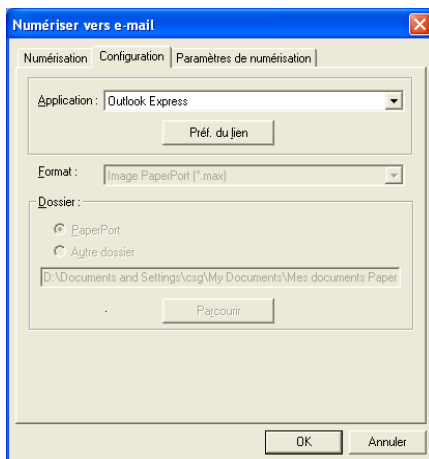 Numériser vers e-mail
Numérisation Configuration Paramètres de numérisation
Application : Outlook Express
Préf. du lien
Format : Image PaperPort (*.max)
Dossier :
PaperPort
Autre dossier
D:\Documents and Settings\csg\My Documents\Mes documents Paper
Parcourir
OK Annuler